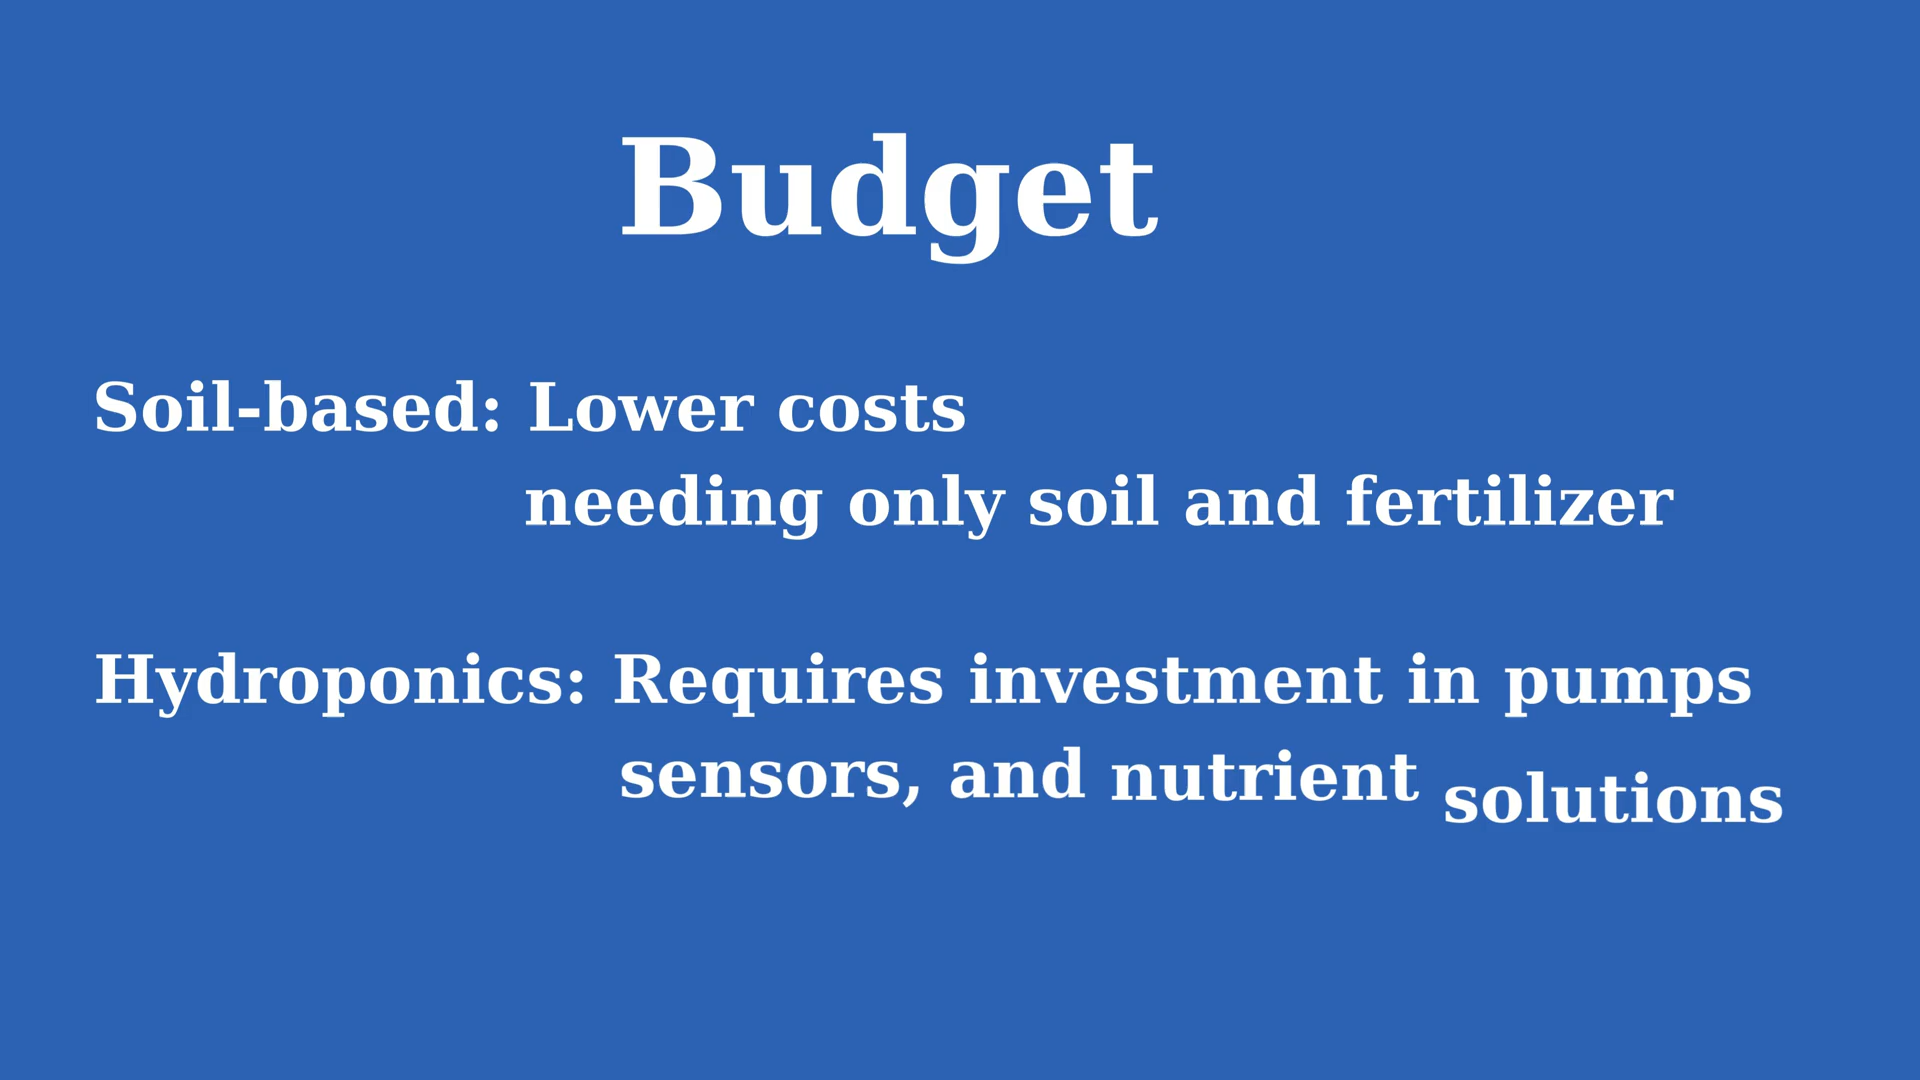 Budget
Soil-based: Lower costs
needing only soil and fertilizer
Hydroponics: Requires investment in pumps
sensors, and nutrient solutions